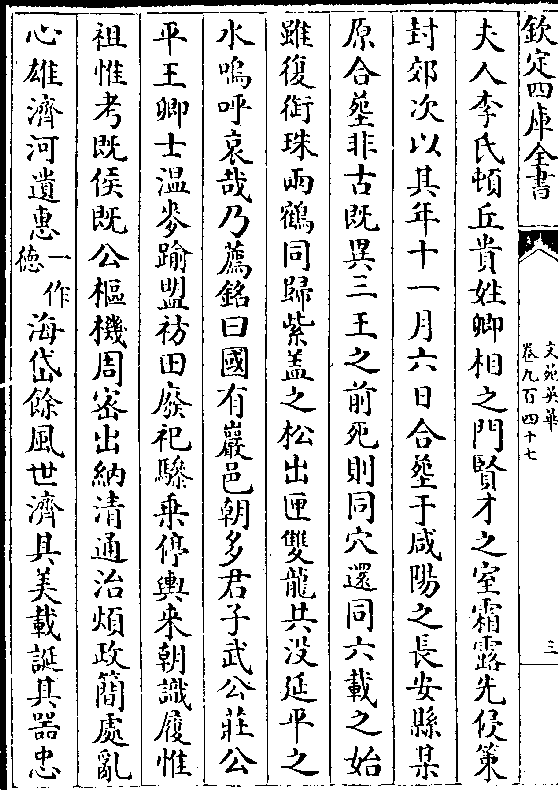 欽定四庫全書
文苑英華
卷九百四十七
三
夫人李氏頓丘貴姓卿相之門賢才之室霜露先侵策
封郊次以其年十一月六日合塟于咸陽之長安縣某
原合塟非古既異三王之前死則同穴還同六載之始
雖復銜珠兩鶴同歸紫盖之松出匣雙龍共没延平之
水嗚呼哀哉乃薦銘曰國有巖邑朝多君子武公莊公
平王卿士温麥踰盟祊田廢祀驂乗停輿来朝識履惟
祖惟考既侯既公樞機周宻出納清通治煩政簡處亂
心雄濟河遺惠一作德海岱餘風世濟具美載誕其器忠